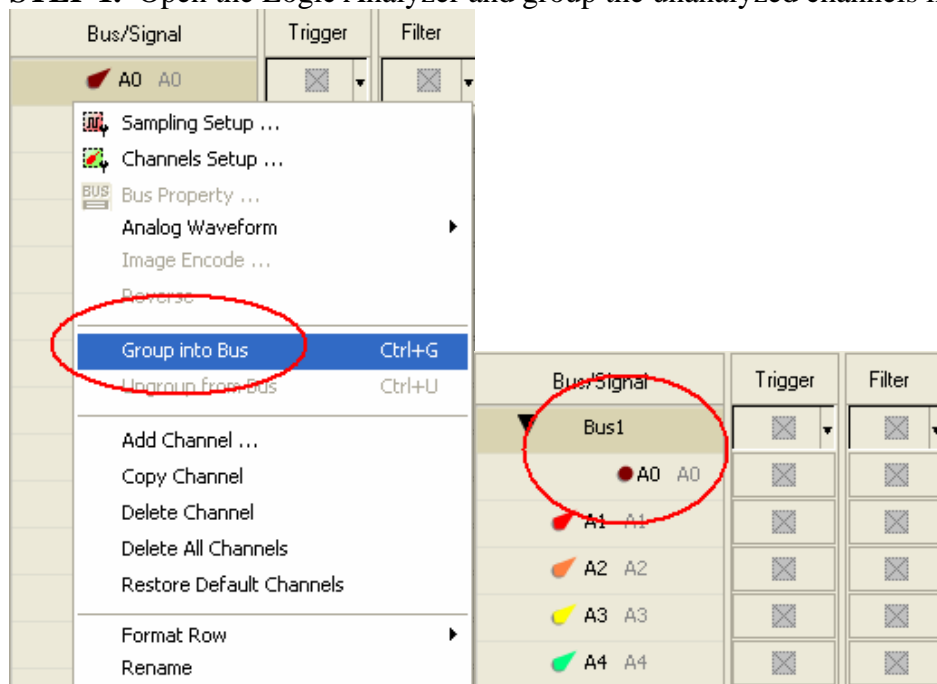 STEP 1. Open the Logic Analyzer and group the unanalyzed channels
Bus/Signal Trigger Filter
A0 A0
Sampling Setup ...
Channels Setup ...
BUS Bus Property ...
Analog Waveform
Image Encode ...
Reverse
Group into Bus Ctrl+G
Ungroup from Bus Ctrl+U
Add Channel ...
Copy Channel
Delete Channel
Delete All Channels
Restore Default Channels
Format Row
Rename
Bus/Signal Trigger Filter
Bus1
A0 A0
A1 A1
A2 A2
A3 A3
A4 A4